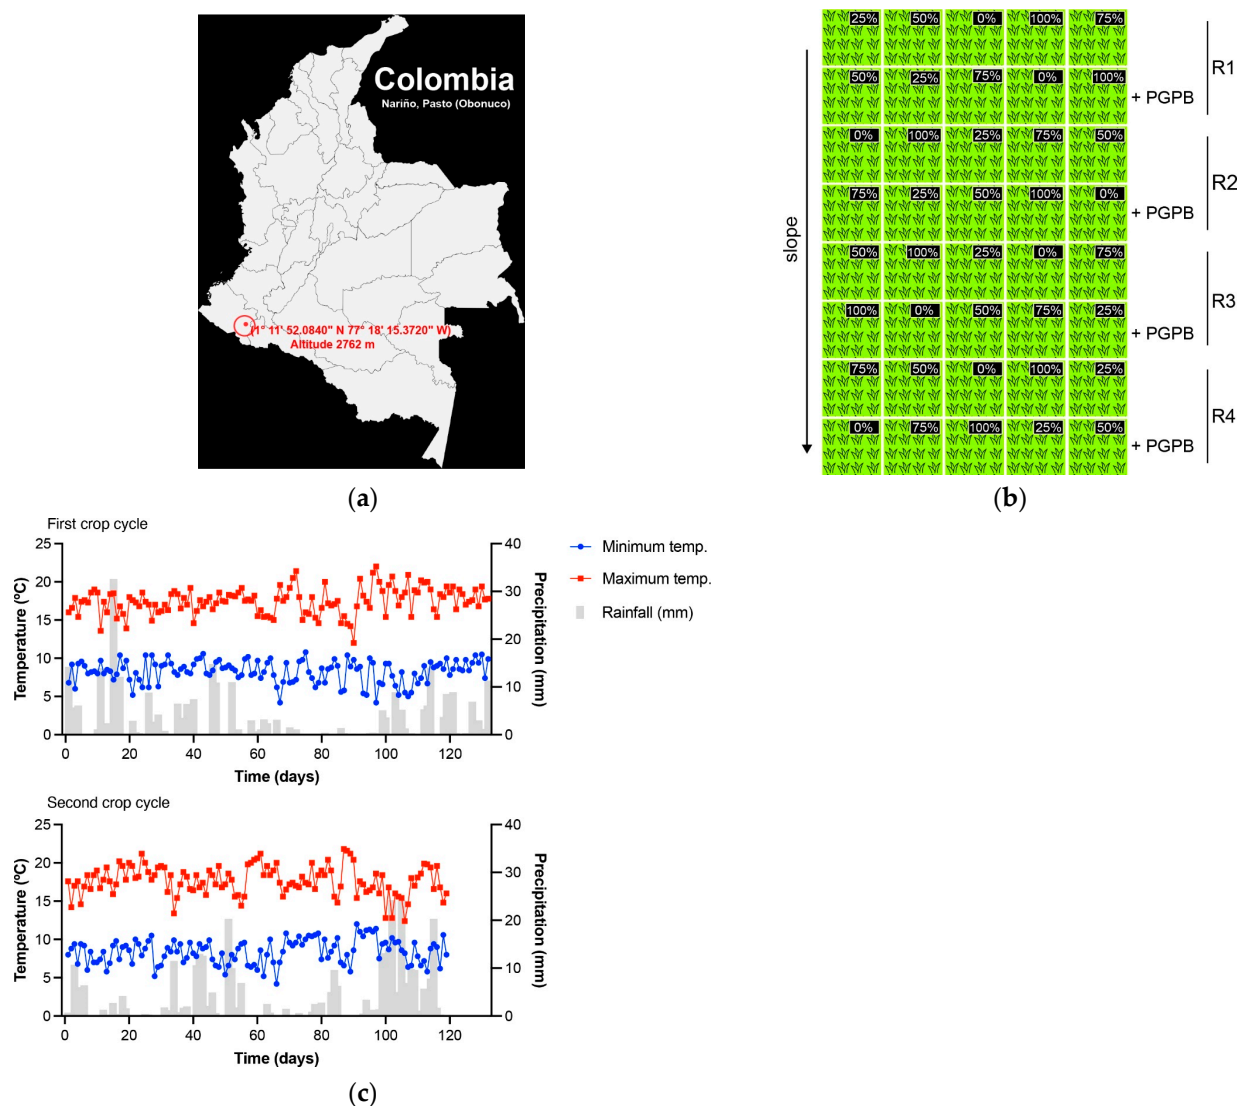 Colombia
Nariño, Pasto (Obonuco)
(1° 11' 52.0840" N 77° 18' 15.3720" W)
Altitude 2762 m
(a)
slope
25% 50% 0% 100% 75%
50% 25% 75% 0% 100% + PGPB
R1
0% 100% 25% 75% 50%
75% 25% 50% 100% 0% + PGPB
R2
50% 100% 25% 0% 75%
100% 0% 50% 75% 25% + PGPB
R3
75% 50% 0% 100% 25%
0% 75% 100% 25% 50% + PGPB
R4
(b)
First crop cycle
Temperature (ºC)
25
20
15
10
5
0
0 20 40 60 80 100 120
Time (days)
40
30
20
10
0
Precipitation (mm)
Minimum temp.
Maximum temp.
Rainfall (mm)
Second crop cycle
Temperature (ºC)
25
20
15
10
5
0
0 20 40 60 80 100 120
Time (days)
40
30
20
10
0
Precipitation (mm)
(c)